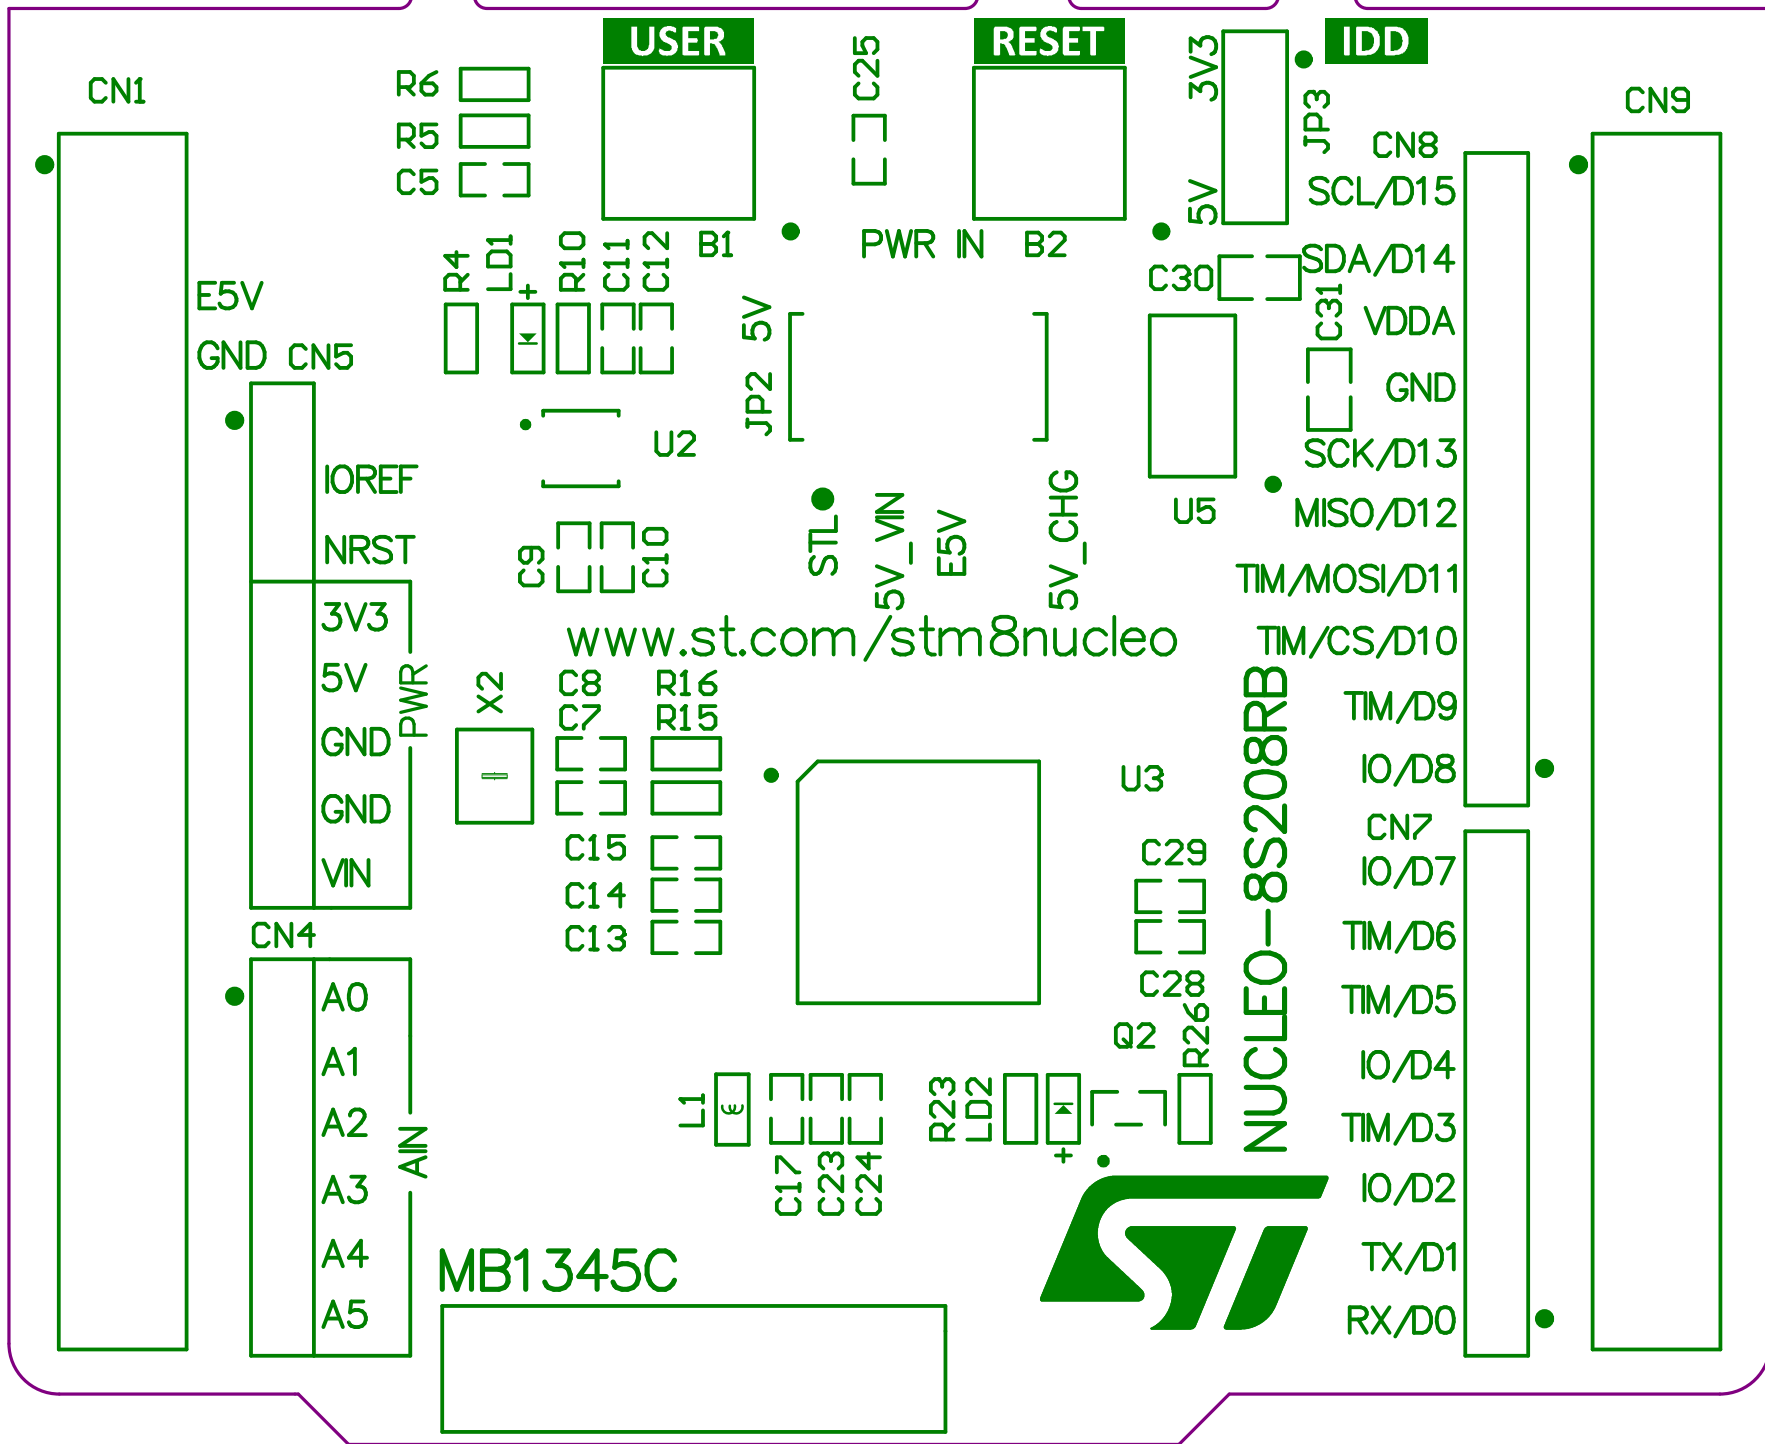 USER
RESET
IDD
CN1
R6
R5
C5
C25
3V3
5V
JP3
CN8
CN9
SCL/D15
SDA/D14
VDDA
GND
SCK/D13
MISO/D12
TIM/MOSI/D11
TIM/CS/D10
TIM/D9
IO/D8
B1
PWR IN
B2
R4
LD1
+
R10
C11
C12
C30
C31
E5V
GND
CN5
IOREF
NRST
3V3
5V
GND
GND
VIN
PWR
JP2
5V
U2
U5
C9
C10
STL
5V_VIN
E5V
5V_CHG
www.st.com/stm8nucleo
X2
C8
C7
R16
R15
C15
C14
C13
U3
C29
C28
NUCLEO-8S208RB
CN7
IO/D7
TIM/D6
TIM/D5
IO/D4
TIM/D3
IO/D2
TX/D1
RX/D0
CN4
A0
A1
A2
A3
A4
A5
AIN
L1
C17
C23
C24
R23
LD2
+
Q2
R26
MB1345C
ST